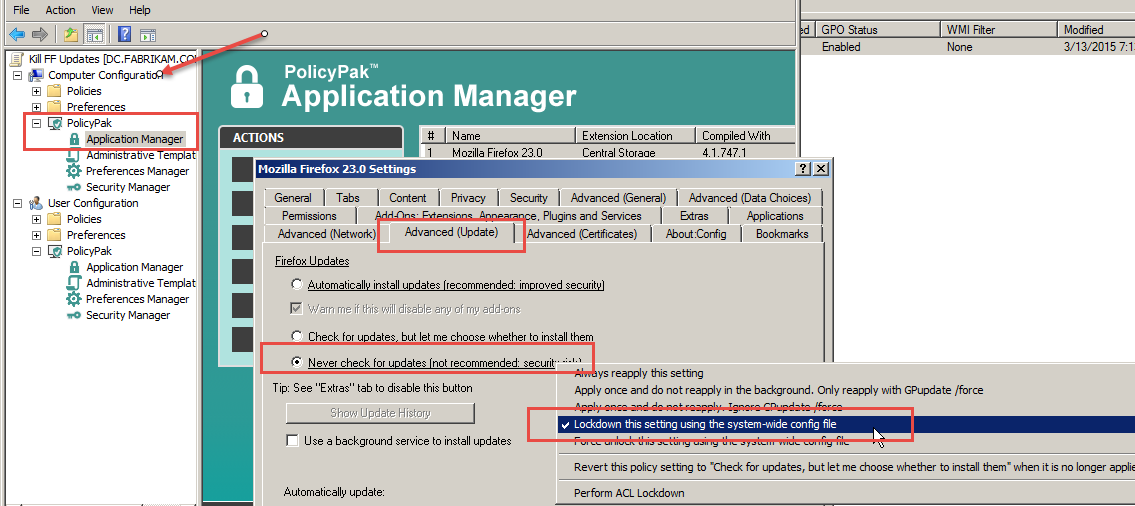 File Action View Help
GPO Status WMI Filter Modified
Enabled None 3/13/2015 7:1
Kill FF Updates [DC.FABRIKAM.CO
Computer Configuration
Policies
Preferences
PolicyPak
Application Manager
Administrative Templat
Preferences Manager
Security Manager
User Configuration
Policies
Preferences
PolicyPak
Application Manager
Administrative Templat
Preferences Manager
Security Manager
PolicyPak™
Application Manager
ACTIONS
# Name Extension Location Compiled With
1 Mozilla Firefox 23.0 Central Storage 4.1.747.1
Mozilla Firefox 23.0 Settings
General Tabs Content Privacy Security Advanced (General) Advanced (Data Choices)
Permissions Add-Ons: Extensions, Appearance, Plugins and Services Extras Applications
Advanced (Network) Advanced (Update) Advanced (Certificates) About:Config Bookmarks
Firefox Updates
Automatically install updates (recommended: improved security)
Warn me if this will disable any of my add-ons
Check for updates, but let me choose whether to install them
Never check for updates (not recommended: security risk)
Tip: See "Extras" tab to disable this button
Show Update History
Use a background service to install updates
Automatically update:
Always reapply this setting
Apply once and do not reapply in the background. Only reapply with GPupdate /force
Apply once and do not reapply. Ignore GPupdate /force
Lockdown this setting using the system-wide config file
Force unlock this setting using the system-wide config file
Revert this policy setting to "Check for updates, but let me choose whether to install them" when it is no longer applie
Perform ACL Lockdown